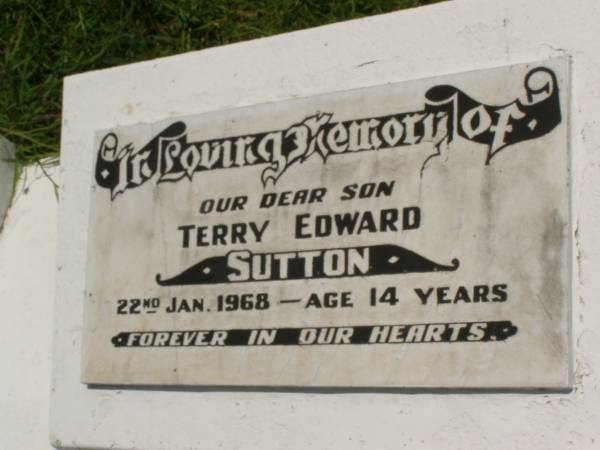 In Loving Memory of
OUR DEAR SON
TERRY EDWARD
SUTTON
22ND JAN. 1968 — AGE 14 YEARS
FOREVER IN OUR HEARTS.